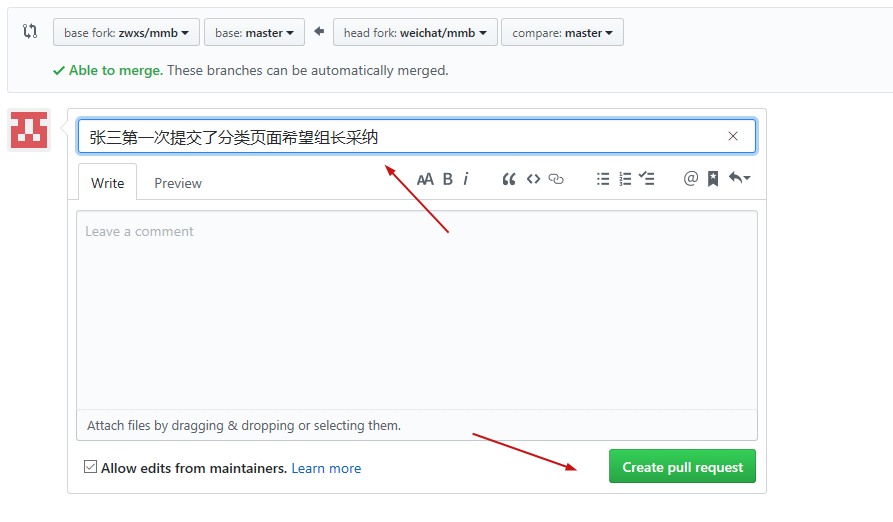 base fork: zwxs/mmb base: master head fork: weichat/mmb compare: master
Able to merge. These branches can be automatically merged.
张三第一次提交了分类页面希望组长采纳
Write Preview AA B i @
Leave a comment
Attach files by dragging & dropping or selecting them.
Allow edits from maintainers. Learn more Create pull request